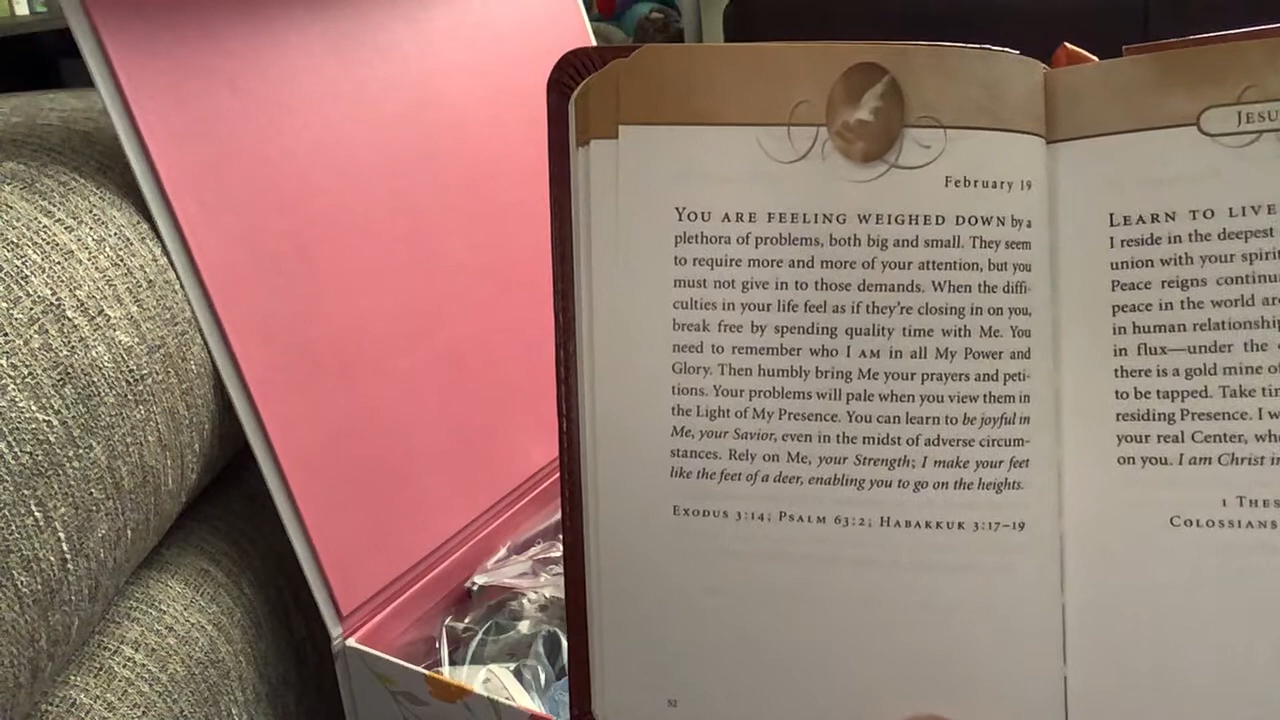 February 19
YOU ARE FEELING WEIGHED DOWN by a
plethora of problems, both big and small. They seem
to require more and more of your attention, but you
must not give in to those demands. When the diffi-
culties in your life feel as if they're closing in on you,
break free by spending quality time with Me. You
need to remember who I AM in all My Power and
Glory. Then humbly bring Me your prayers and peti-
tions. Your problems will pale when you view them in
the Light of My Presence. You can learn to be joyful in
Me, your Savior, even in the midst of adverse circum-
stances. Rely on Me, your Strength; I make your feet
like the feet of a deer, enabling you to go on the heights.
EXODUS 3:14; PSALM 63:2; HABAKKUK 3:17–19
52
JESU
LEARN TO LIVE
I reside in the deepest
union with your spiri
Peace reigns continu
peace in the world ar
in human relationshi
in flux—under the
there is a gold mine o
to be tapped. Take ti
residing Presence. I w
your real Center, wh
on you. I am Christ i
1 THES
COLOSSIANS